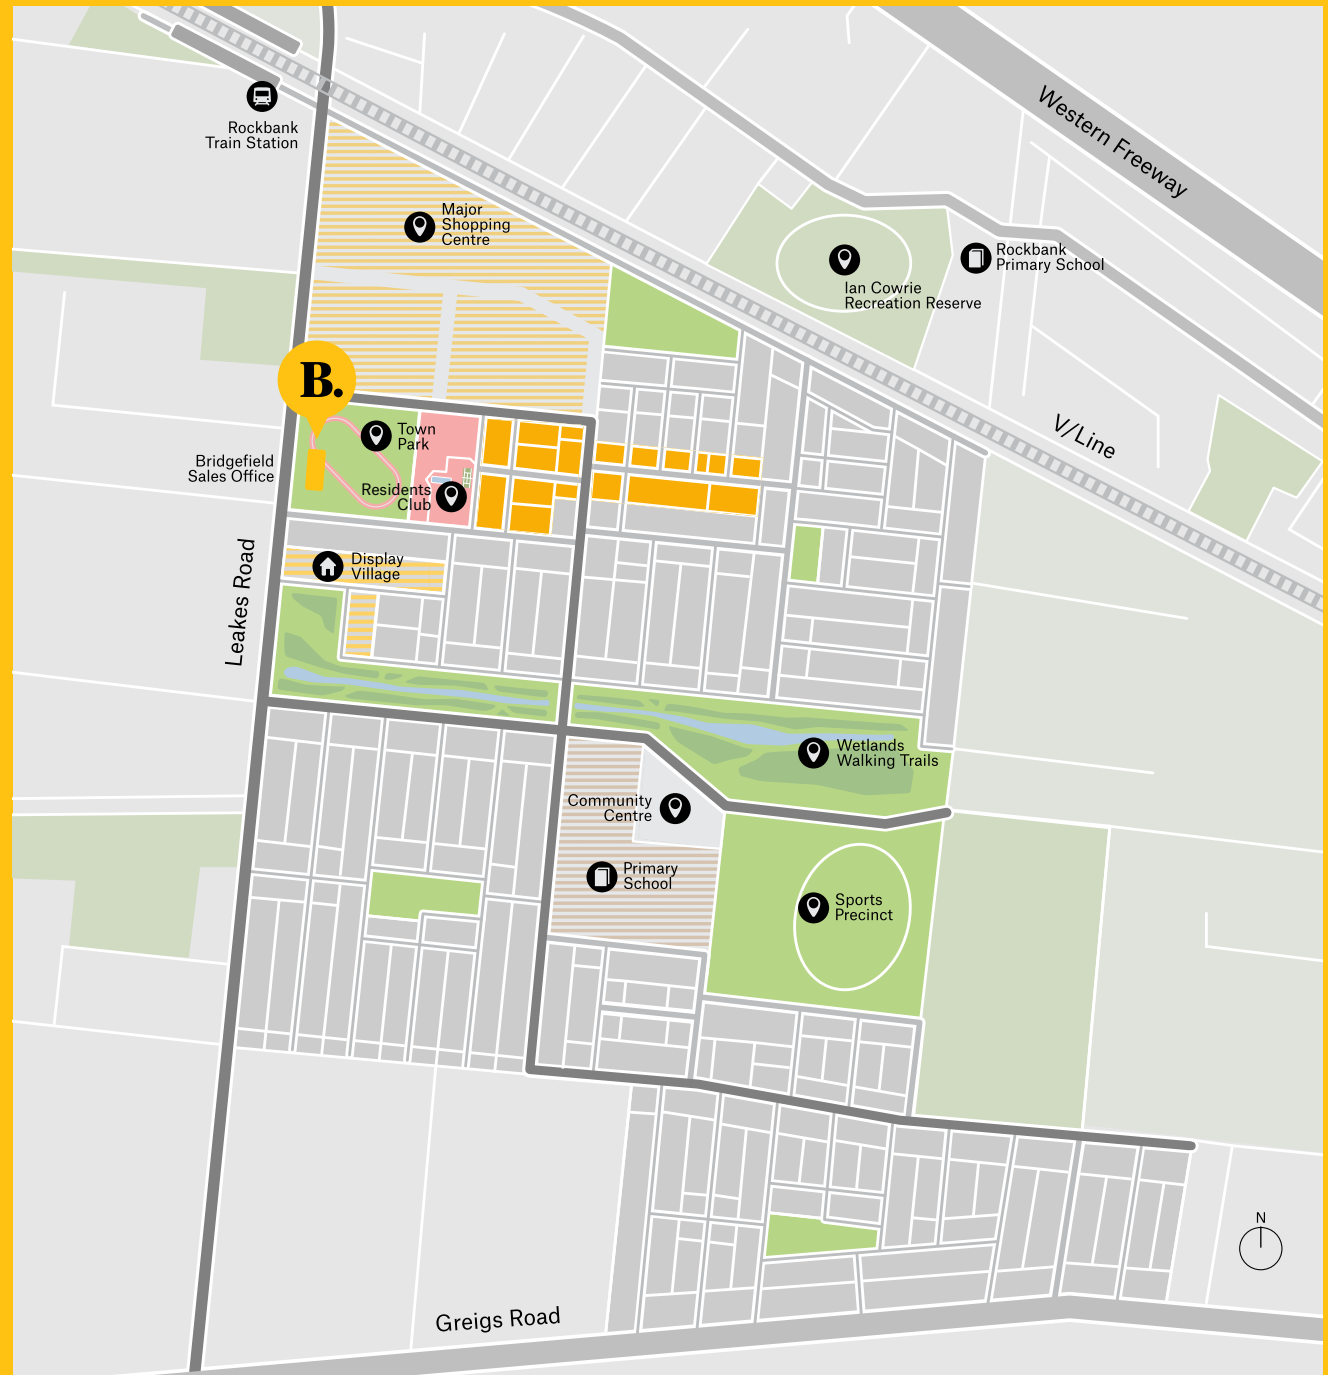 Western Freeway
Rockbank
Train Station
Major
Shopping
Centre
Rockbank
Primary School
Ian Cowrie
Recreation Reserve
B.
V/Line
Town
Park
Bridgefield
Sales Office
Residents
Club
Display
Village
Leakes Road
Wetlands
Walking Trails
Community
Centre
Primary
School
Sports
Precinct
N
Greigs Road